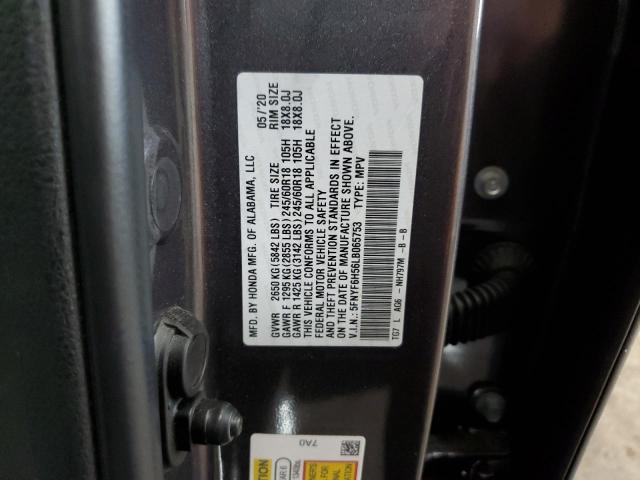 MFD. BY HONDA MFG. OF ALABAMA, LLC 05/'20
GVWR 2650 KG(5842 LBS) TIRE SIZE RIM SIZE
GAWR F 1295 KG(2855 LBS)245/60R18 105H 18X8.0J
GAWR R 1425 KG(3142 LBS)245/60R18 105H 18X8.0J
THIS VEHICLE CONFORMS TO ALL APPLICABLE
FEDERAL MOTOR VEHICLE SAFETY
AND THEFT PREVENTION STANDARDS IN EFFECT
ON THE DATE OF MANUFACTURE SHOWN ABOVE.
V.I.N.: 5FNYF6H56LB065753 TYPE: MPV
TG7 L AG6 -NH797M -B -B
7A0